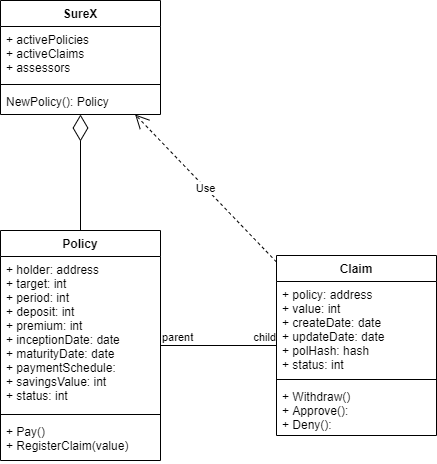 SureX
+ activePolicies
+ activeClaims
+ assessors
NewPolicy(): Policy
Use
Policy
+ holder: address
+ target: int
+ period: int
+ deposit: int
+ premium: int
+ inceptionDate: date
+ maturityDate: date
+ paymentSchedule:
+ savingsValue: int
+ status: int
+ Pay()
+ RegisterClaim(value)
parent
child
Claim
+ policy: address
+ value: int
+ createDate: date
+ updateDate: date
+ polHash: hash
+ status: int
+ Withdraw()
+ Approve():
+ Deny():